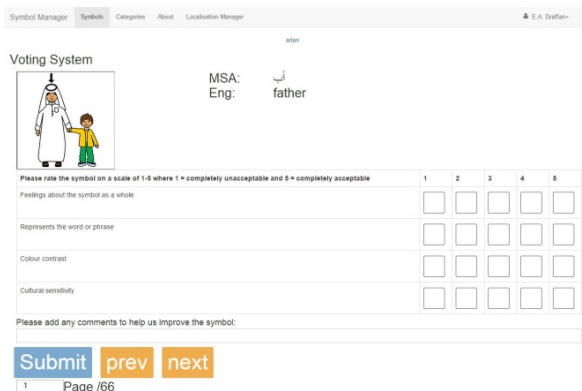 Symbol Manager Symbols Categories About Localisation Manager E.A. Draffan
Voting System
MSA: أب
Eng: father
Please rate the symbol on a scale of 1-5 where 1 = completely unacceptable and 5 = completely acceptable 1 2 3 4 5
Feelings about the symbol as a whole
Represents the word or phrase
Colour contrast
Cultural sensitivity
Please add any comments to help us improve the symbol:
Submit prev next
1 Page /66